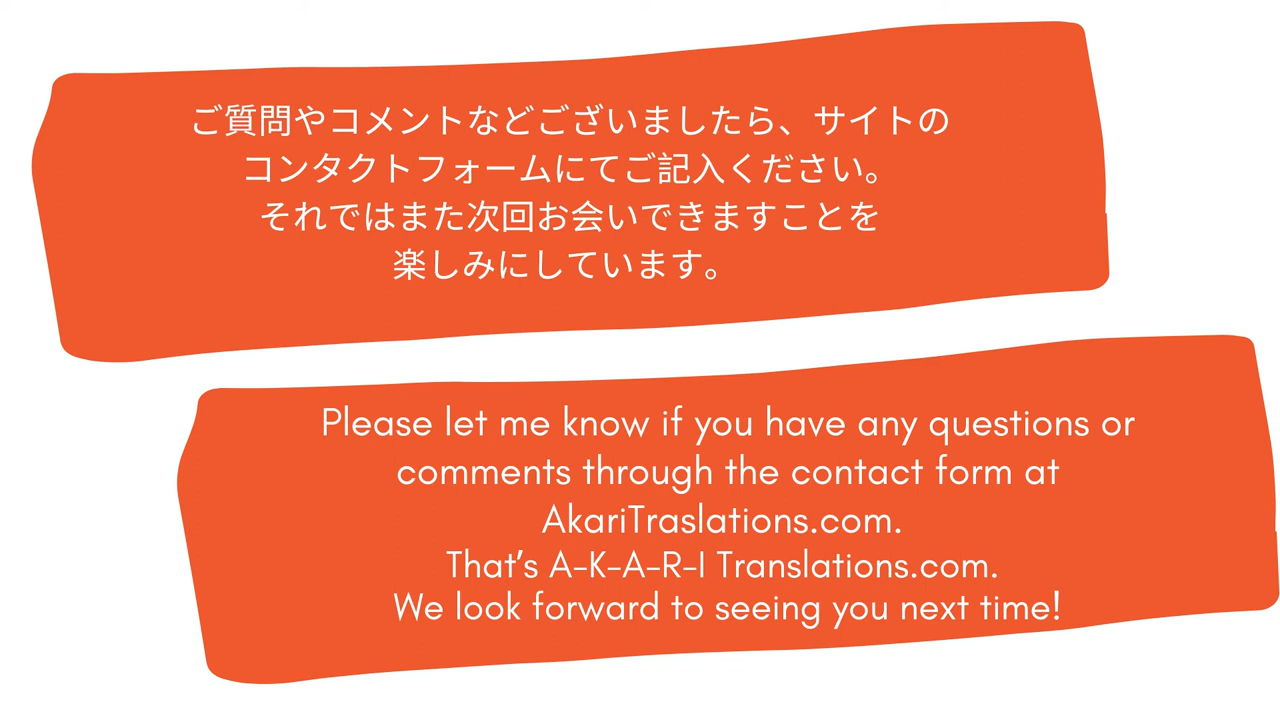 ご質問やコメントなどございましたら、サイトの
コンタクトフォームにてご記入ください。
それではまた次回お会いできますことを
楽しみにしています。
Please let me know if you have any questions or
comments through the contact form at
AkariTraslations.com.
That's A-K-A-R-I Translations.com.
We look forward to seeing you next time!